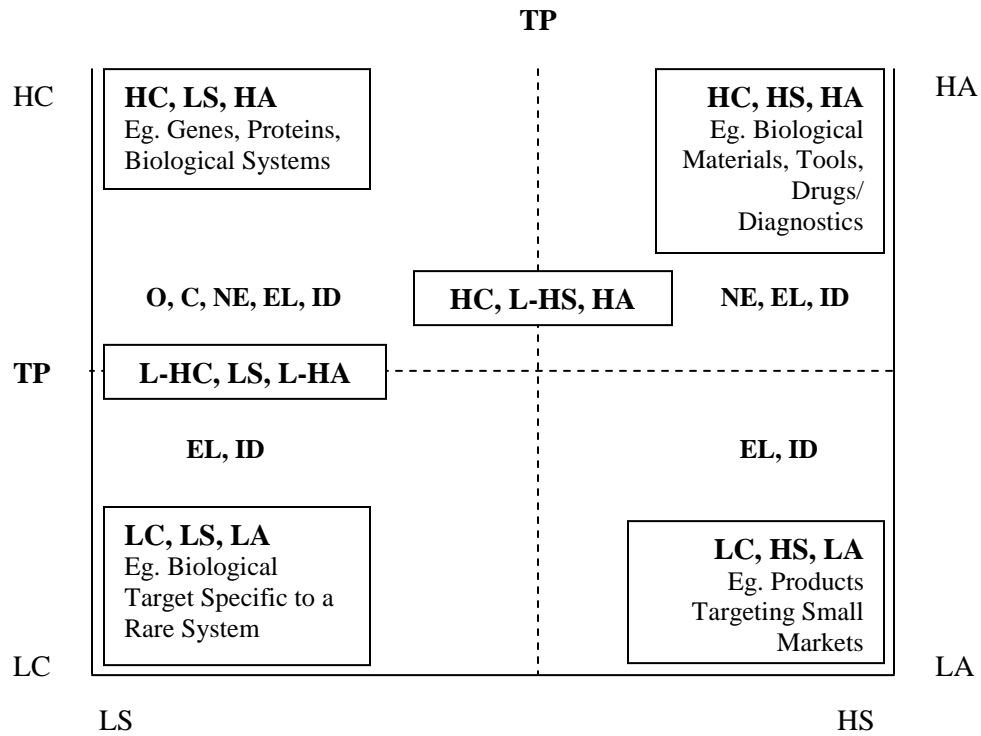 TP
HC
HA
HC, LS, HA
Eg. Genes, Proteins,
Biological Systems
HC, HS, HA
Eg. Biological
Materials, Tools,
Drugs/
Diagnostics
O, C, NE, EL, ID
HC, L-HS, HA
NE, EL, ID
TP
L-HC, LS, L-HA
EL, ID
EL, ID
LC, LS, LA
Eg. Biological
Target Specific to a
Rare System
LC, HS, LA
Eg. Products
Targeting Small
Markets
LC
LA
LS
HS